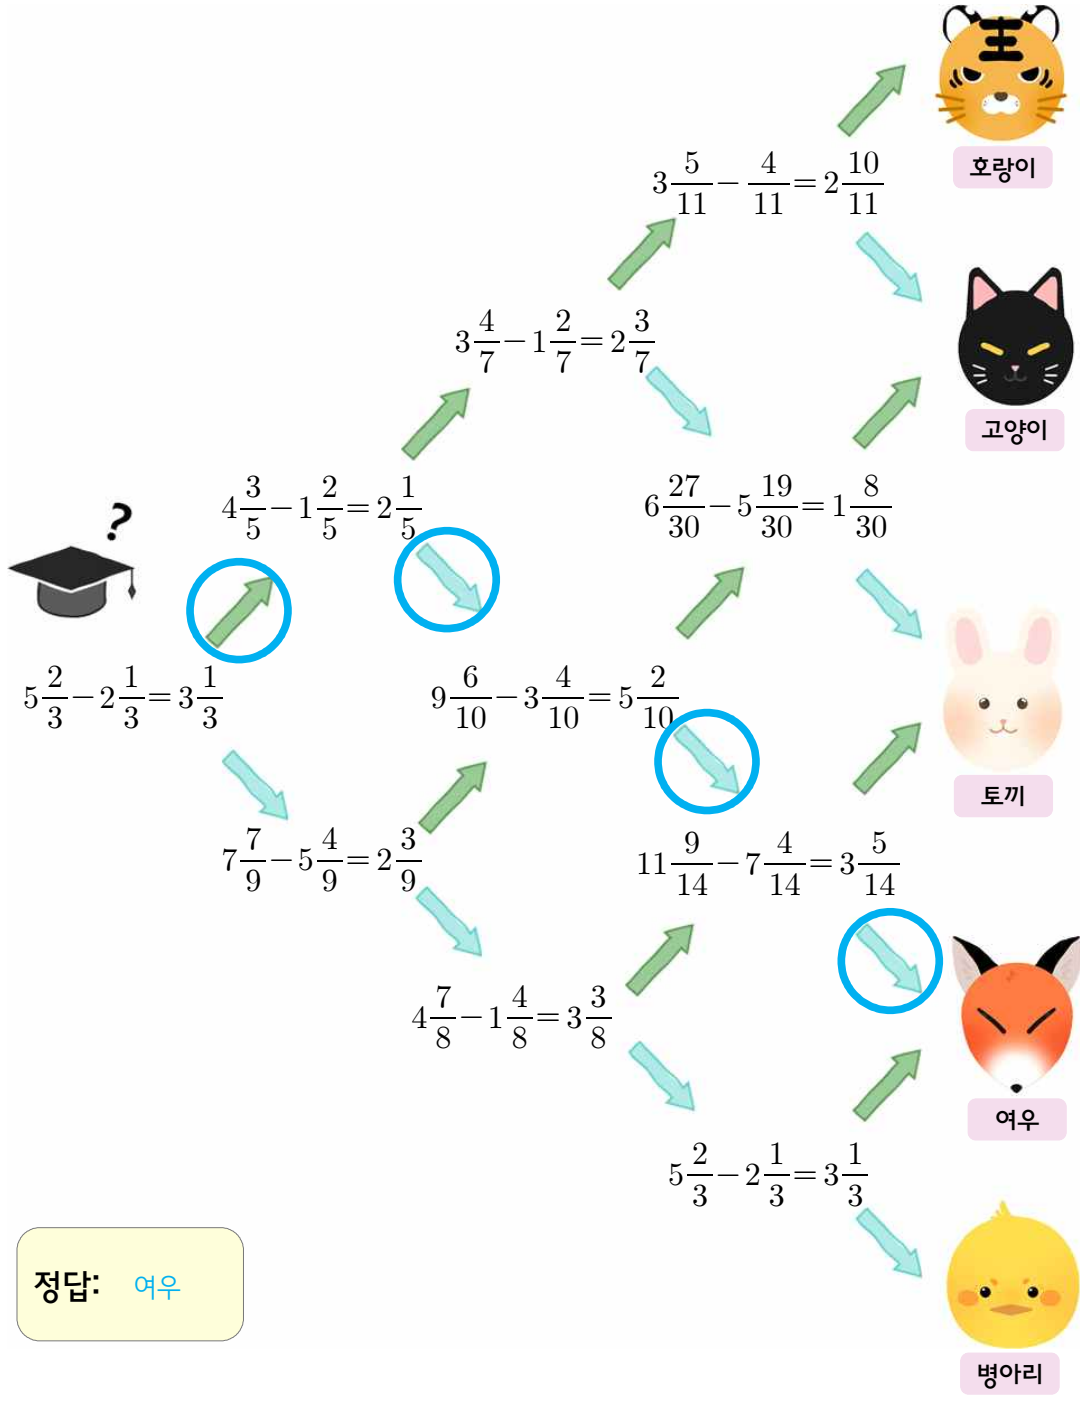 王
호랑이
3 5/11 − 4/11 = 2 10/11
고양이
3 4/7 − 1 2/7 = 2 3/7
4 3/5 − 1 2/5 = 2 1/5
6 27/30 − 5 19/30 = 1 8/30
?
5 2/3 − 2 1/3 = 3 1/3
9 6/10 − 3 4/10 = 5 2/10
토끼
7 7/9 − 5 4/9 = 2 3/9
11 9/14 − 7 4/14 = 3 5/14
4 7/8 − 1 4/8 = 3 3/8
여우
5 2/3 − 2 1/3 = 3 1/3
정답: 여우
병아리